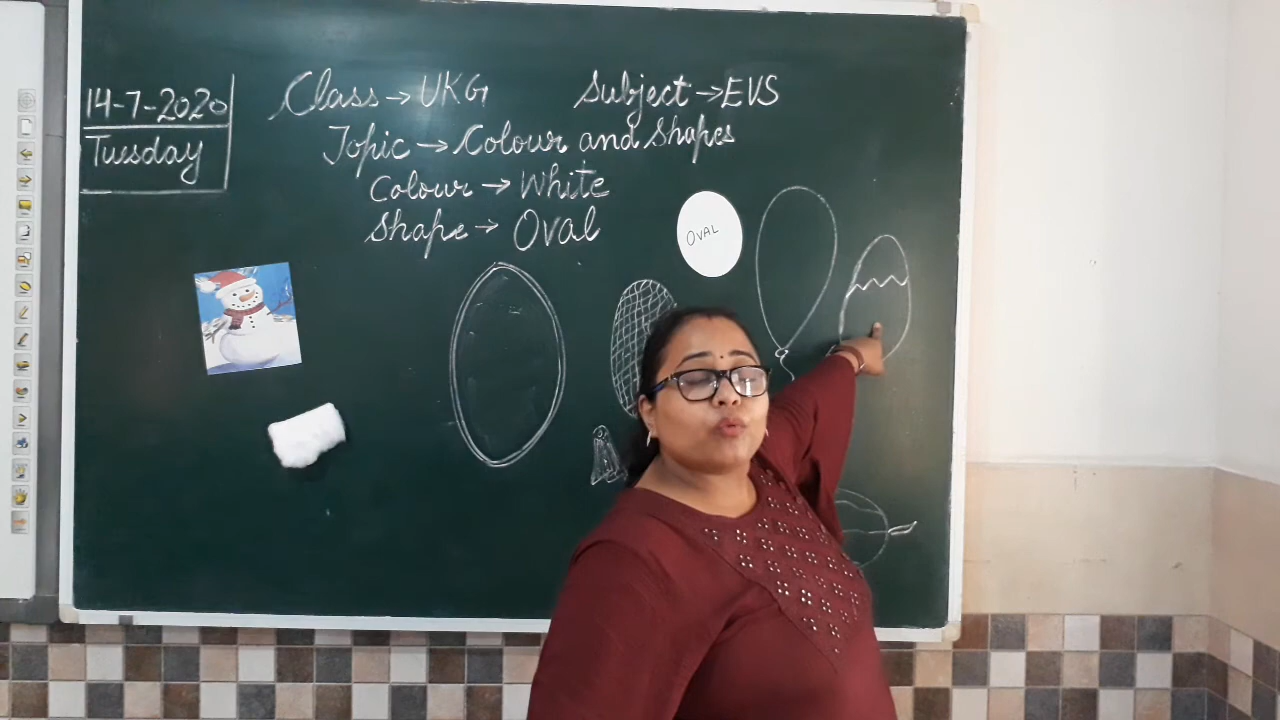 14-7-2020
Tuesday
Class → UKG Subject → EVS
Topic → Colour and Shapes
Colour → White
Shape → Oval
OVAL